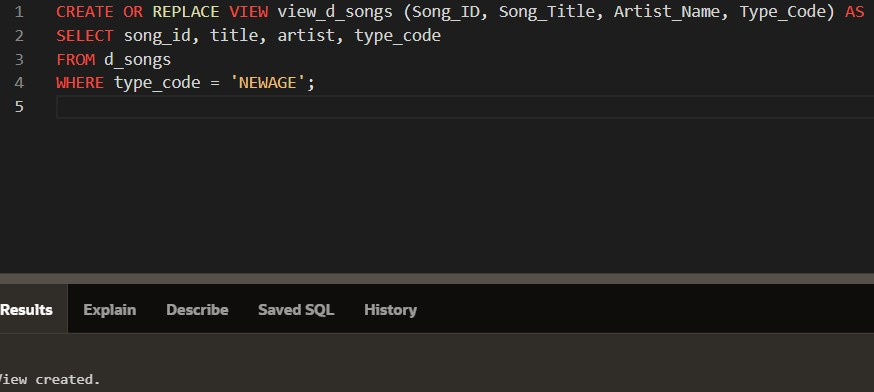 1 CREATE OR REPLACE VIEW view_d_songs (Song_ID, Song_Title, Artist_Name, Type_Code) AS
2 SELECT song_id, title, artist, type_code
3 FROM d_songs
4 WHERE type_code = 'NEWAGE';
5
Results Explain Describe Saved SQL History
View created.